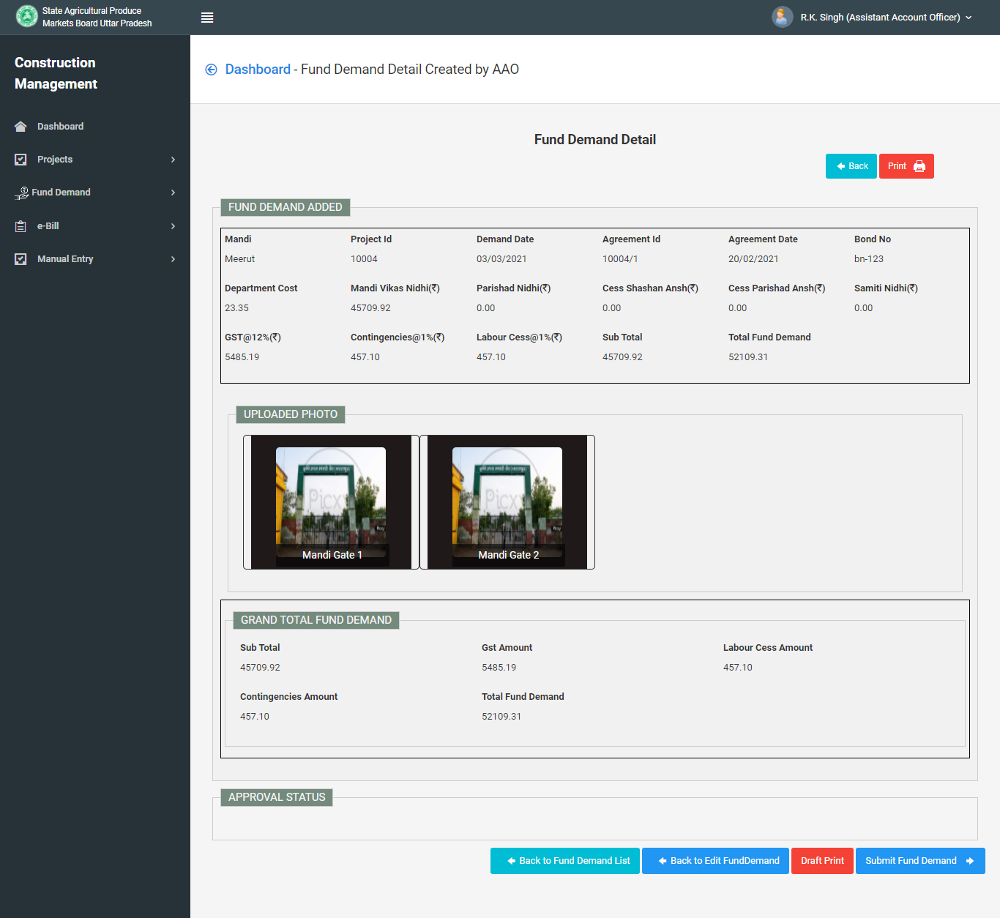 State Agricultural Produce
Markets Board Uttar Pradesh
R.K. Singh (Assistant Account Officer)
Construction
Management
Dashboard
Projects
Fund Demand
e-Bill
Manual Entry
Dashboard - Fund Demand Detail Created by AAO
Fund Demand Detail
Back
Print
FUND DEMAND ADDED
Mandi Project Id Demand Date Agreement Id Agreement Date Bond No
Meerut 10004 03/03/2021 10004/1 20/02/2021 bn-123
Department Cost Mandi Vikas Nidhi(₹) Parishad Nidhi(₹) Cess Shashan Ansh(₹) Cess Parishad Ansh(₹) Samiti Nidhi(₹)
23.35 45709.92 0.00 0.00 0.00 0.00
GST@12%(₹) Contingencies@1%(₹) Labour Cess@1%(₹) Sub Total Total Fund Demand
5485.19 457.10 457.10 45709.92 52109.31
UPLOADED PHOTO
Picxy
Mandi Gate 1
Picxy
Mandi Gate 2
GRAND TOTAL FUND DEMAND
Sub Total Gst Amount Labour Cess Amount
45709.92 5485.19 457.10
Contingencies Amount Total Fund Demand
457.10 52109.31
APPROVAL STATUS
Back to Fund Demand List
Back to Edit FundDemand
Draft Print
Submit Fund Demand